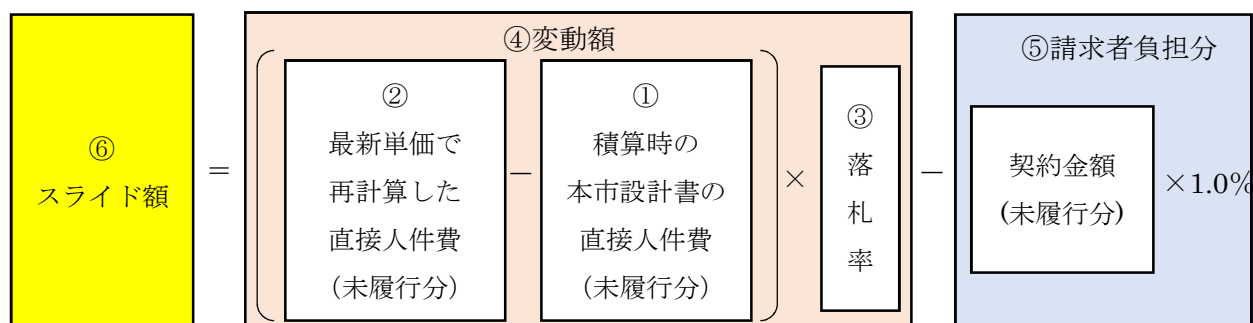 ⑥
スライド額
=
④変動額
②
最新単価で
再計算した
直接人件費
(未履行分)
−
①
積算時の
本市設計書の
直接人件費
(未履行分)
×
③
落
札
率
−
⑤請求者負担分
契約金額
(未履行分)
×1.0%